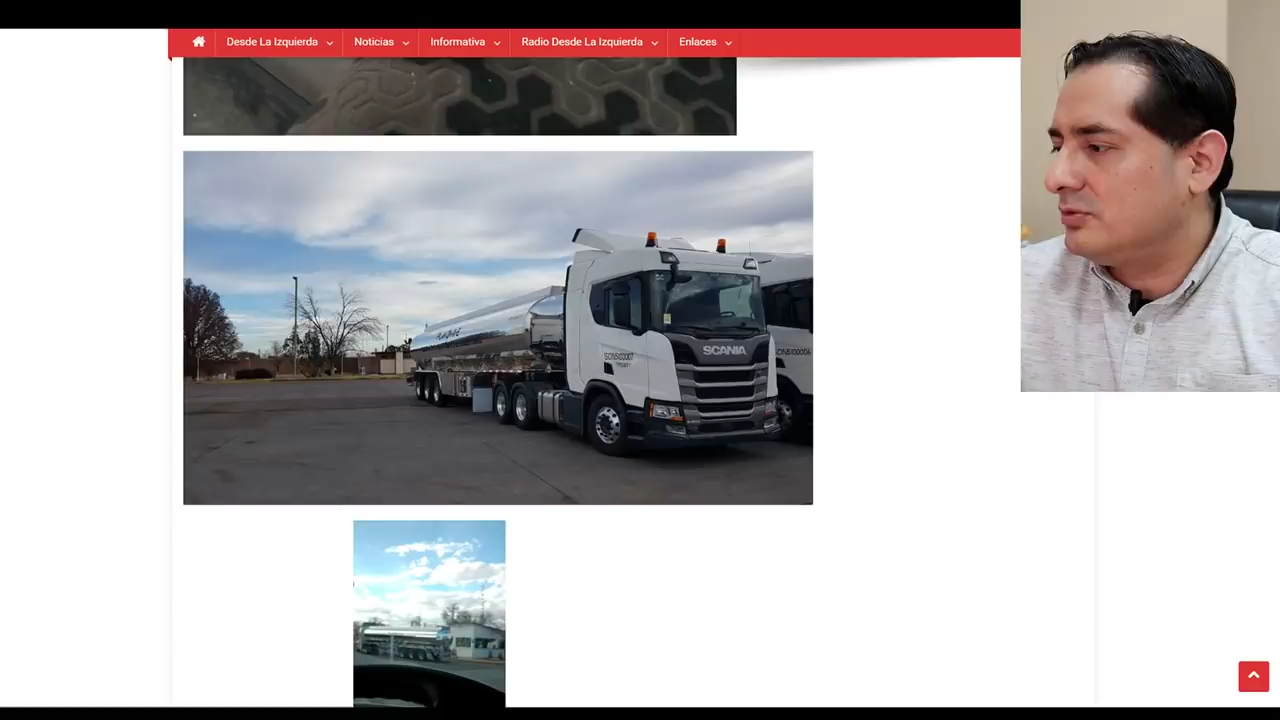 Desde La Izquierda
Noticias
Informativa
Radio Desde La Izquierda
Enlaces
SCANIA